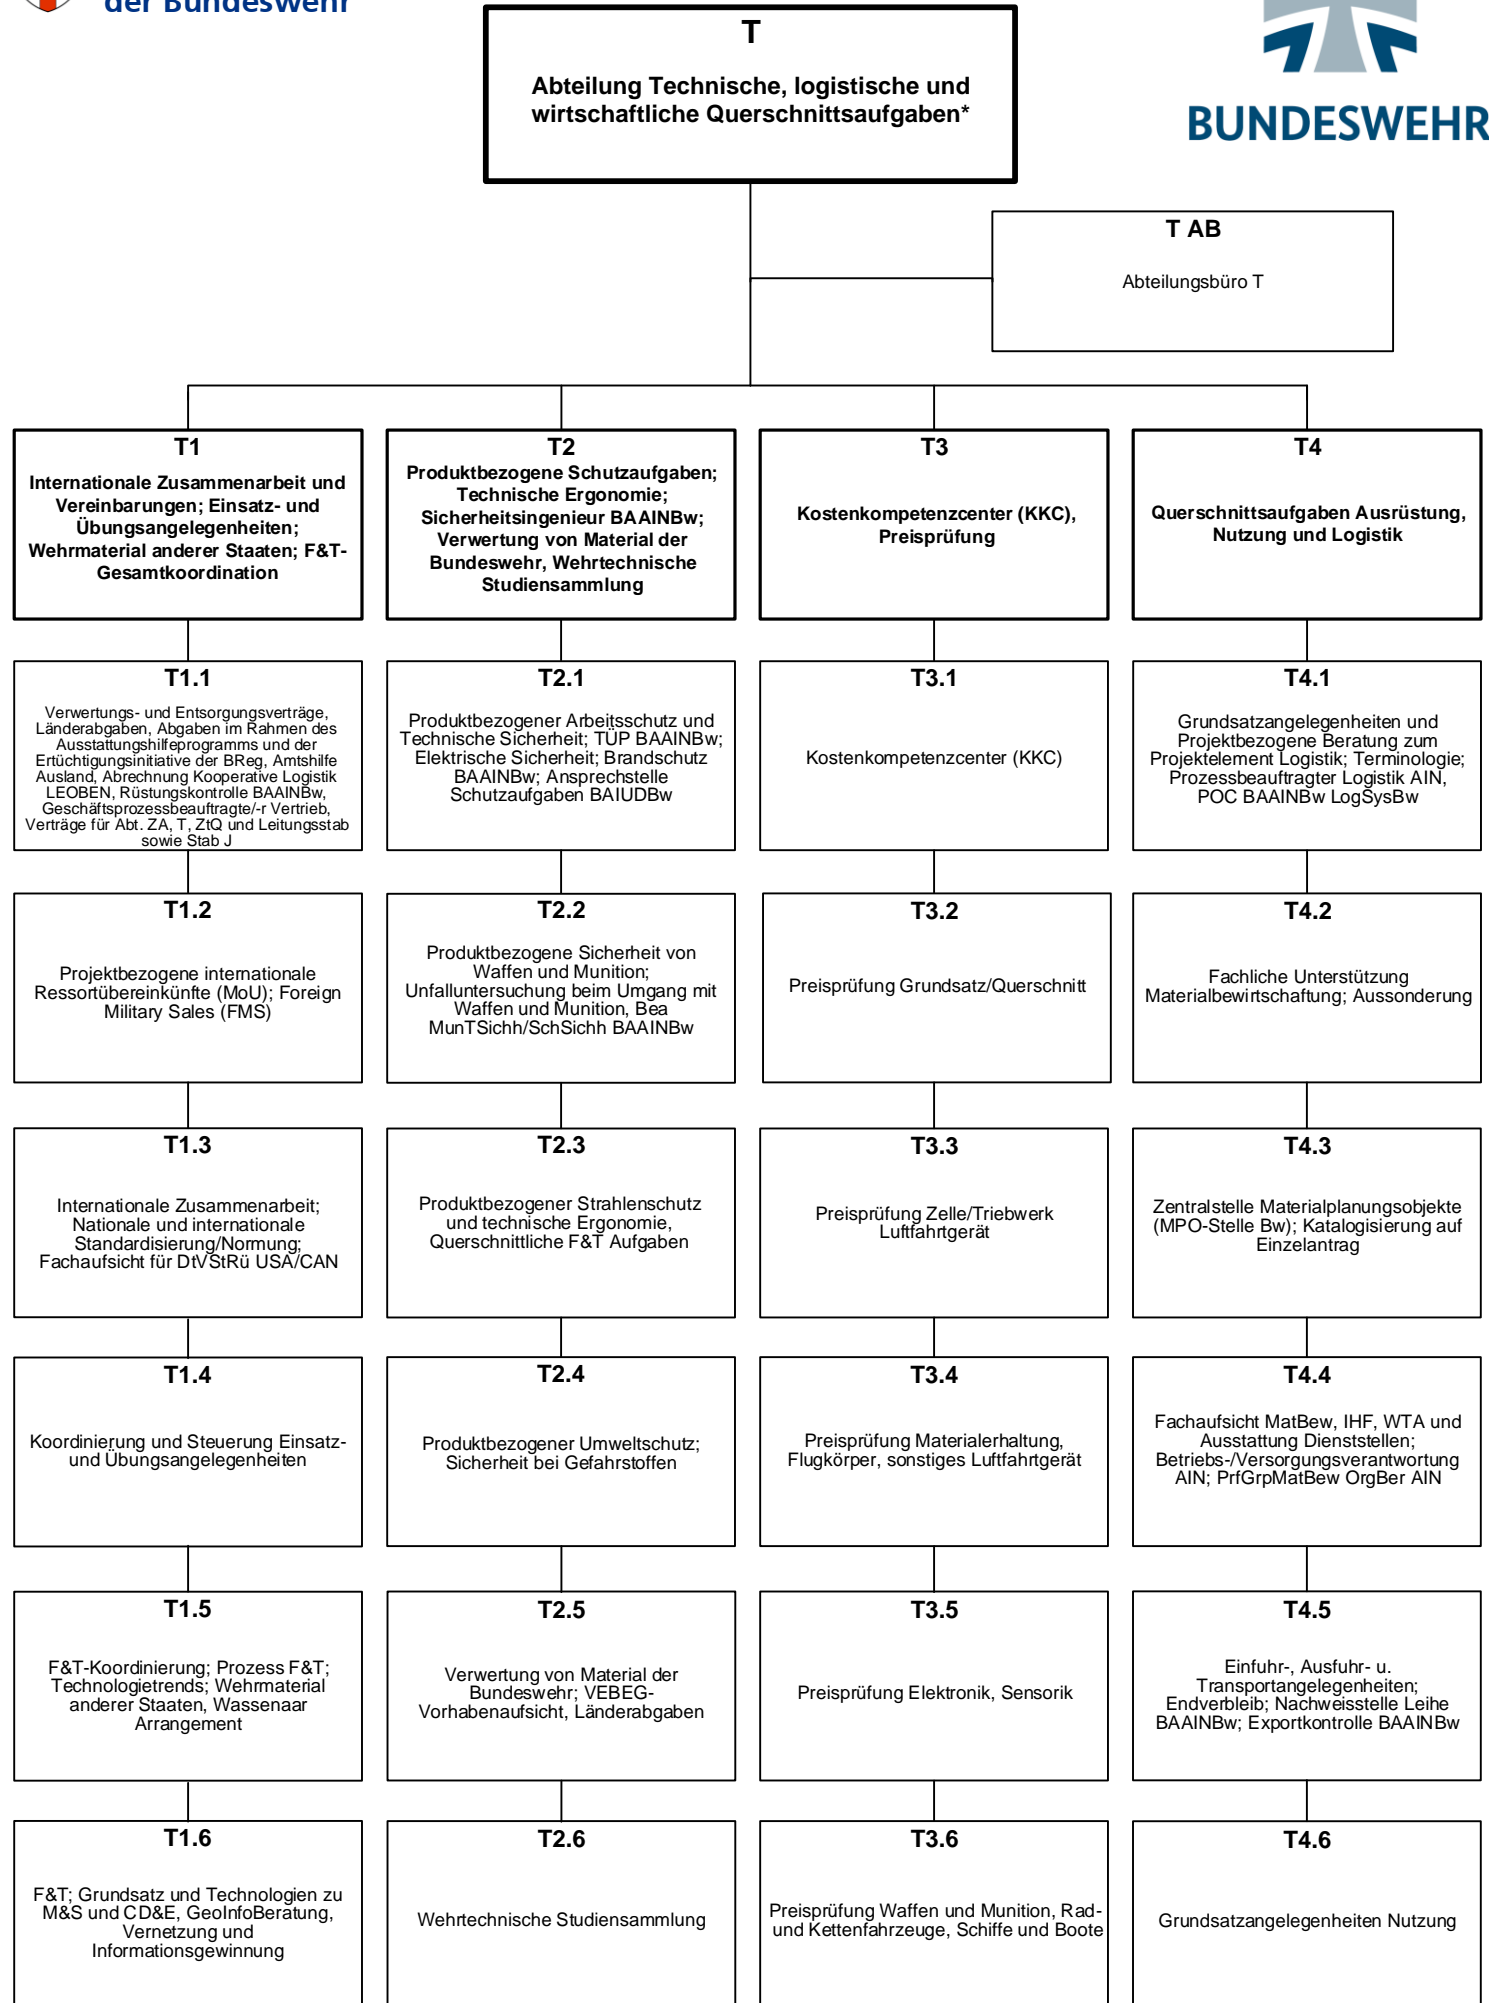 der Bundeswehr
T
Abteilung Technische, logistische und
wirtschaftliche Querschnittsaufgaben*
BUNDESWEHR
T AB
Abteilungsbüro T
T1
Internationale Zusammenarbeit und
Vereinbarungen; Einsatz- und
Übungsangelegenheiten;
Wehrmaterial anderer Staaten; F&T-
Gesamtkoordination
T2
Produktbezogene Schutzaufgaben;
Technische Ergonomie;
Sicherheitsingenieur BAAINBw;
Verwertung von Material der
Bundeswehr, Wehrtechnische
Studiensammlung
T3
Kostenkompetenzcenter (KKC),
Preisprüfung
T4
Querschnittsaufgaben Ausrüstung,
Nutzung und Logistik
T1.1
Verwertungs- und Entsorgungsverträge,
Länderabgaben, Abgaben im Rahmen des
Ausstattungshilfeprogramms und der
Ertüchtigungsinitiative der BReg, Amtshilfe
Ausland, Abrechnung Kooperative Logistik
LEOBEN, Rüstungskontrolle BAAINBw,
Geschäftsprozessbeauftragte/-r Vertrieb,
Verträge für Abt. ZA, T, ZtQ und Leitungsstab
sowie Stab J
T2.1
Produktbezogener Arbeitsschutz und
Technische Sicherheit; TÜP BAAINBw;
Elektrische Sicherheit; Brandschutz
BAAINBw; Ansprechstelle
Schutzaufgaben BAIUDBw
T3.1
Kostenkompetenzcenter (KKC)
T4.1
Grundsatzangelegenheiten und
Projektbezogene Beratung zum
Projektelement Logistik; Terminologie;
Prozessbeauftragter Logistik AIN,
POC BAAINBw LogSysBw
T1.2
Projektbezogene internationale
Ressortübereinkünfte (MoU); Foreign
Military Sales (FMS)
T2.2
Produktbezogene Sicherheit von
Waffen und Munition;
Unfalluntersuchung beim Umgang mit
Waffen und Munition, Bea
MunTSichh/SchSichh BAAINBw
T3.2
Preisprüfung Grundsatz/Querschnitt
T4.2
Fachliche Unterstützung
Materialbewirtschaftung; Aussonderung
T1.3
Internationale Zusammenarbeit;
Nationale und internationale
Standardisierung/Normung;
Fachaufsicht für DtVStRü USA/CAN
T2.3
Produktbezogener Strahlenschutz
und technische Ergonomie,
Querschnittliche F&T Aufgaben
T3.3
Preisprüfung Zelle/Triebwerk
Luftfahrtgerät
T4.3
Zentralstelle Materialplanungsobjekte
(MPO-Stelle Bw); Katalogisierung auf
Einzelantrag
T1.4
Koordinierung und Steuerung Einsatz-
und Übungsangelegenheiten
T2.4
Produktbezogener Umweltschutz;
Sicherheit bei Gefahrstoffen
T3.4
Preisprüfung Materialerhaltung,
Flugkörper, sonstiges Luftfahrtgerät
T4.4
Fachaufsicht MatBew, IHF, WTA und
Ausstattung Dienststellen;
Betriebs-/Versorgungsverantwortung
AIN; PrfGrpMatBew OrgBer AIN
T1.5
F&T-Koordinierung; Prozess F&T;
Technologietrends; Wehrmaterial
anderer Staaten, Wassenaar
Arrangement
T2.5
Verwertung von Material der
Bundeswehr; VEBEG-
Vorhabenaufsicht, Länderabgaben
T3.5
Preisprüfung Elektronik, Sensorik
T4.5
Einfuhr-, Ausfuhr- u.
Transportangelegenheiten;
Endverbleib; Nachweisstelle Leihe
BAAINBw; Exportkontrolle BAAINBw
T1.6
F&T; Grundsatz und Technologien zu
M&S und CD&E, GeoInfoBeratung,
Vernetzung und
Informationsgewinnung
T2.6
Wehrtechnische Studiensammlung
T3.6
Preisprüfung Waffen und Munition, Rad-
und Kettenfahrzeuge, Schiffe und Boote
T4.6
Grundsatzangelegenheiten Nutzung